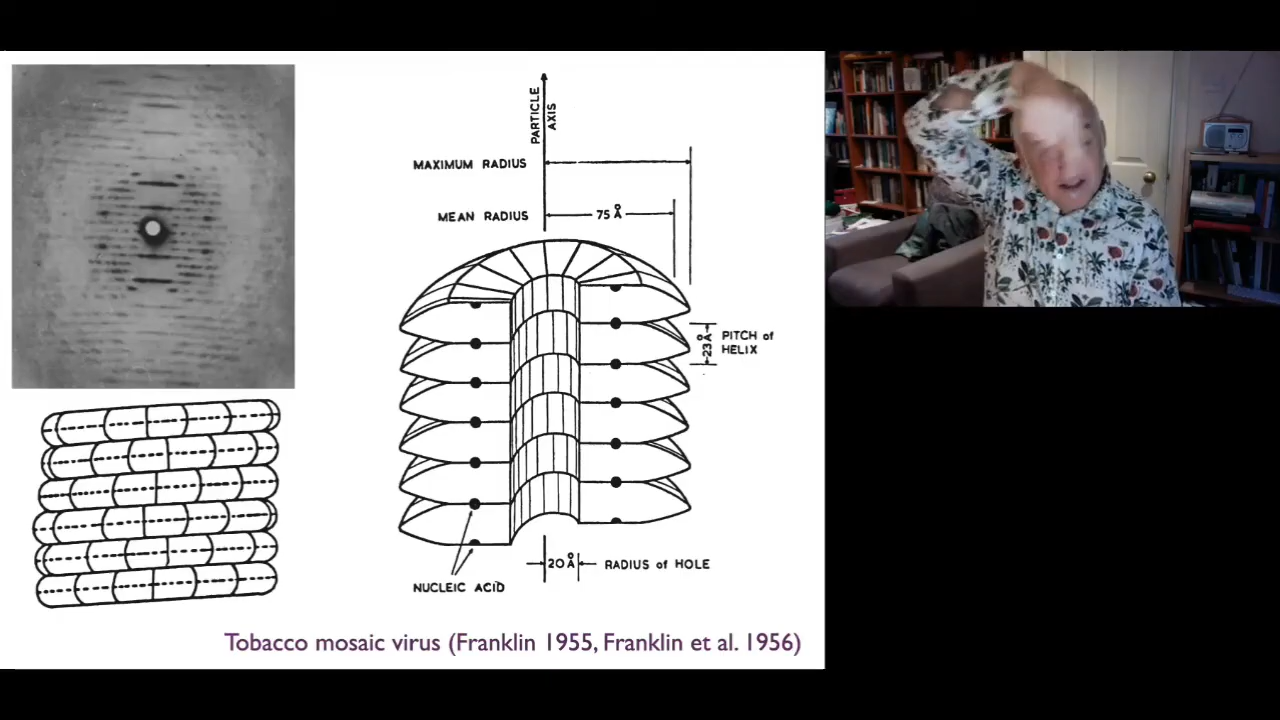 PARTICLE
AXIS
MAXIMUM RADIUS
MEAN RADIUS
75 Å
23 Å
PITCH of
HELIX
20 Å
RADIUS of HOLE
NUCLEIC ACID
Tobacco mosaic virus (Franklin 1955, Franklin et al. 1956)